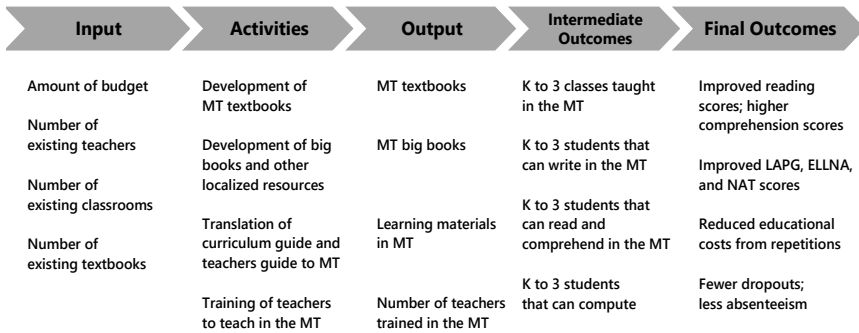 Input
Activities
Output
Intermediate
Outcomes
Final Outcomes
Amount of budget
Number of
existing teachers
Number of
existing classrooms
Number of
existing textbooks
Development of
MT textbooks
Development of big
books and other
localized resources
Translation of
curriculum guide and
teachers guide to MT
Training of teachers
to teach in the MT
MT textbooks
MT big books
Learning materials
in MT
Number of teachers
trained in the MT
K to 3 classes taught
in the MT
K to 3 students that
can write in the MT
K to 3 students that
can read and
comprehend in the MT
K to 3 students
that can compute
Improved reading
scores; higher
comprehension scores
Improved LAPG, ELLNA,
and NAT scores
Reduced educational
costs from repetitions
Fewer dropouts;
less absenteeism